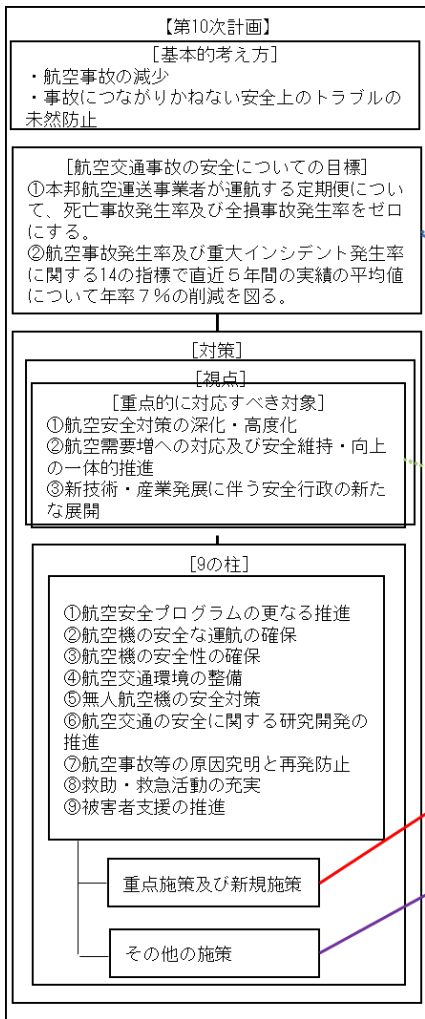 【第10次計画】
[基本的考え方]
・航空事故の減少
・事故につながりかねない安全上のトラブルの
未然防止
[航空交通事故の安全についての目標]
①本邦航空運送事業者が運航する定期便につい
て、死亡事故発生率及び全損事故発生率をゼロ
にする。
②航空事故発生率及び重大インシデント発生率
に関する14の指標で直近５年間の実績の平均値
について年率７％の削減を図る。
[対策]
[視点]
[重点的に対応すべき対象]
①航空安全対策の深化・高度化
②航空需要増への対応及び安全維持・向上
の一体的推進
③新技術・産業発展に伴う安全行政の新た
な展開
[9の柱]
①航空安全プログラムの更なる推進
②航空機の安全な運航の確保
③航空機の安全性の確保
④航空交通環境の整備
⑤無人航空機の安全対策
⑥航空交通の安全に関する研究開発の
推進
⑦航空事故等の原因究明と再発防止
⑧救助・救急活動の充実
⑨被害者支援の推進
重点施策及び新規施策
その他の施策